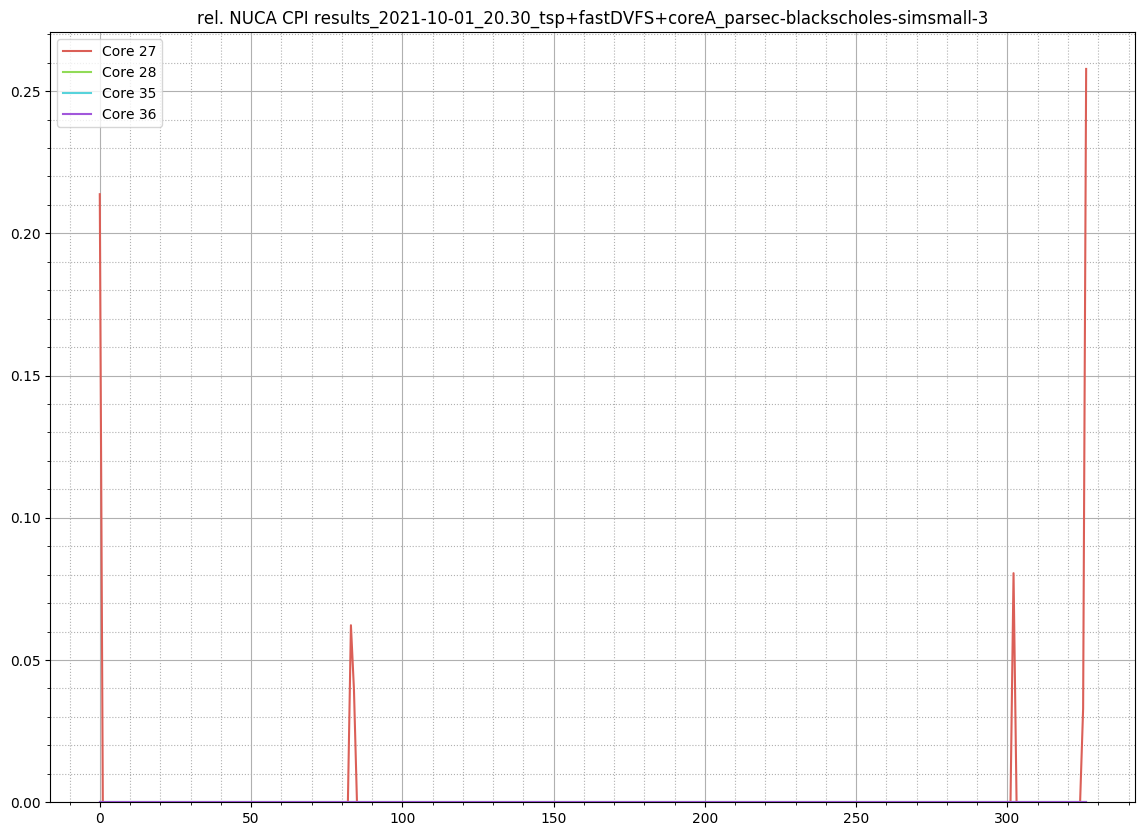 rel. NUCA CPI results_2021-10-01_20.30_tsp+fastDVFS+coreA_parsec-blackscholes-simsmall-3
Core 27
Core 28
Core 35
Core 36
0.25
0.20
0.15
0.10
0.05
0.00
0 50 100 150 200 250 300